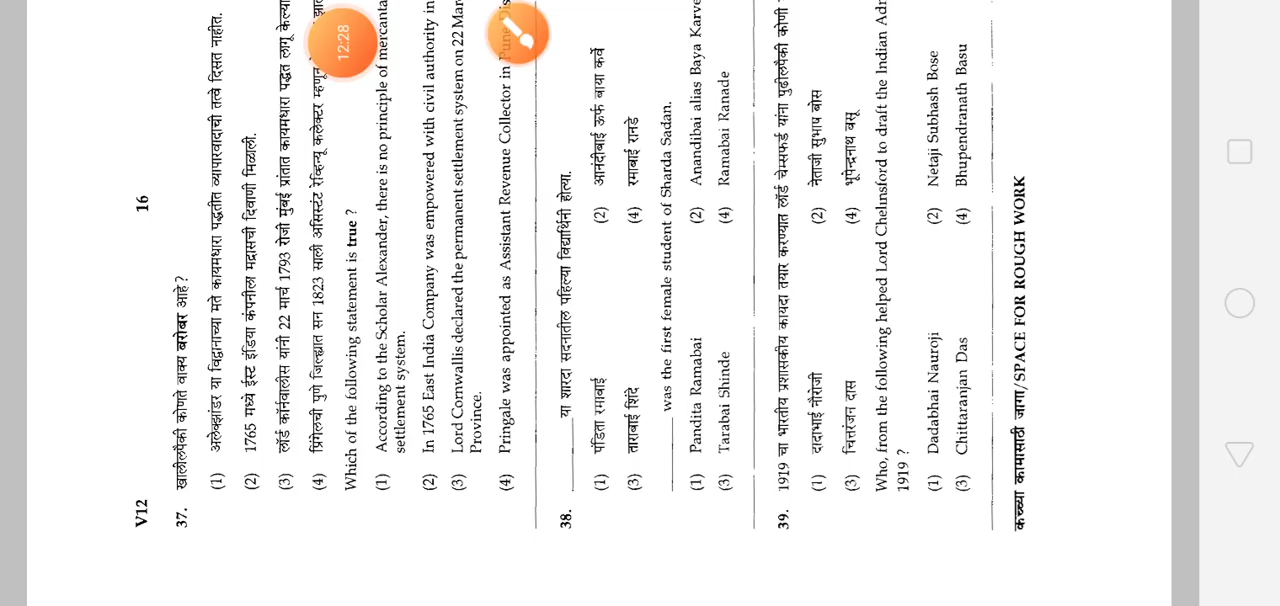 V12 16
37. खालीलपैकी कोणते वाक्य बरोबर आहे ?
(1) अलेक्झांडर या विद्वानाच्या मते कायमधारा पद्धतीत व्यापारवादाची तत्वे दिसत नाहीत.
(2) 1765 मध्ये ईस्ट इंडिया कंपनीला मद्रासची दिवाणी मिळाली.
(3) लॉर्ड कॉर्नवालीस यांनी 22 मार्च 1793 रोजी मुंबई प्रांतात कायमधारा पद्धत लागू केल्या
(4) प्रिंगेलची पुणे जिल्ह्यात सन 1823 साली असिस्टंट रेव्हिन्यू कलेक्टर म्हणून
Which of the following statement is true ?
(1) According to the Scholar Alexander, there is no principle of mercanta
settlement system.
(2) In 1765 East India Company was empowered with civil authority in
(3) Lord Cornwallis declared the permanent settlement system on 22 Mar
Province.
(4) Pringale was appointed as Assistant Revenue Collector in Pune Dis
38. ________ या शारदा सदनातील पहिल्या विद्यार्थिनी होत्या.
(1) पंडिता रमाबाई (2) आनंदीबाई ऊर्फ बाया कर्वे
(3) ताराबाई शिंदे (4) रमाबाई रानडे
________ was the first female student of Sharda Sadan.
(1) Pandita Ramabai (2) Anandibai alias Baya Karve
(3) Tarabai Shinde (4) Ramabai Ranade
39. 1919 चा भारतीय प्रशासकीय कायदा तयार करण्यात लॉर्ड चेम्सफर्ड यांना पुढीलपैकी कोणी
(1) दादाभाई नौरोजी (2) नेताजी सुभाष बोस
(3) चित्तरंजन दास (4) भूपेन्द्रनाथ बसू
Who, from the following helped Lord Chelmsford to draft the Indian Adr
1919 ?
(1) Dadabhai Nauroji (2) Netaji Subhash Bose
(3) Chittaranjan Das (4) Bhupendranath Basu
कच्च्या कामासाठी जागा/SPACE FOR ROUGH WORK
12:28